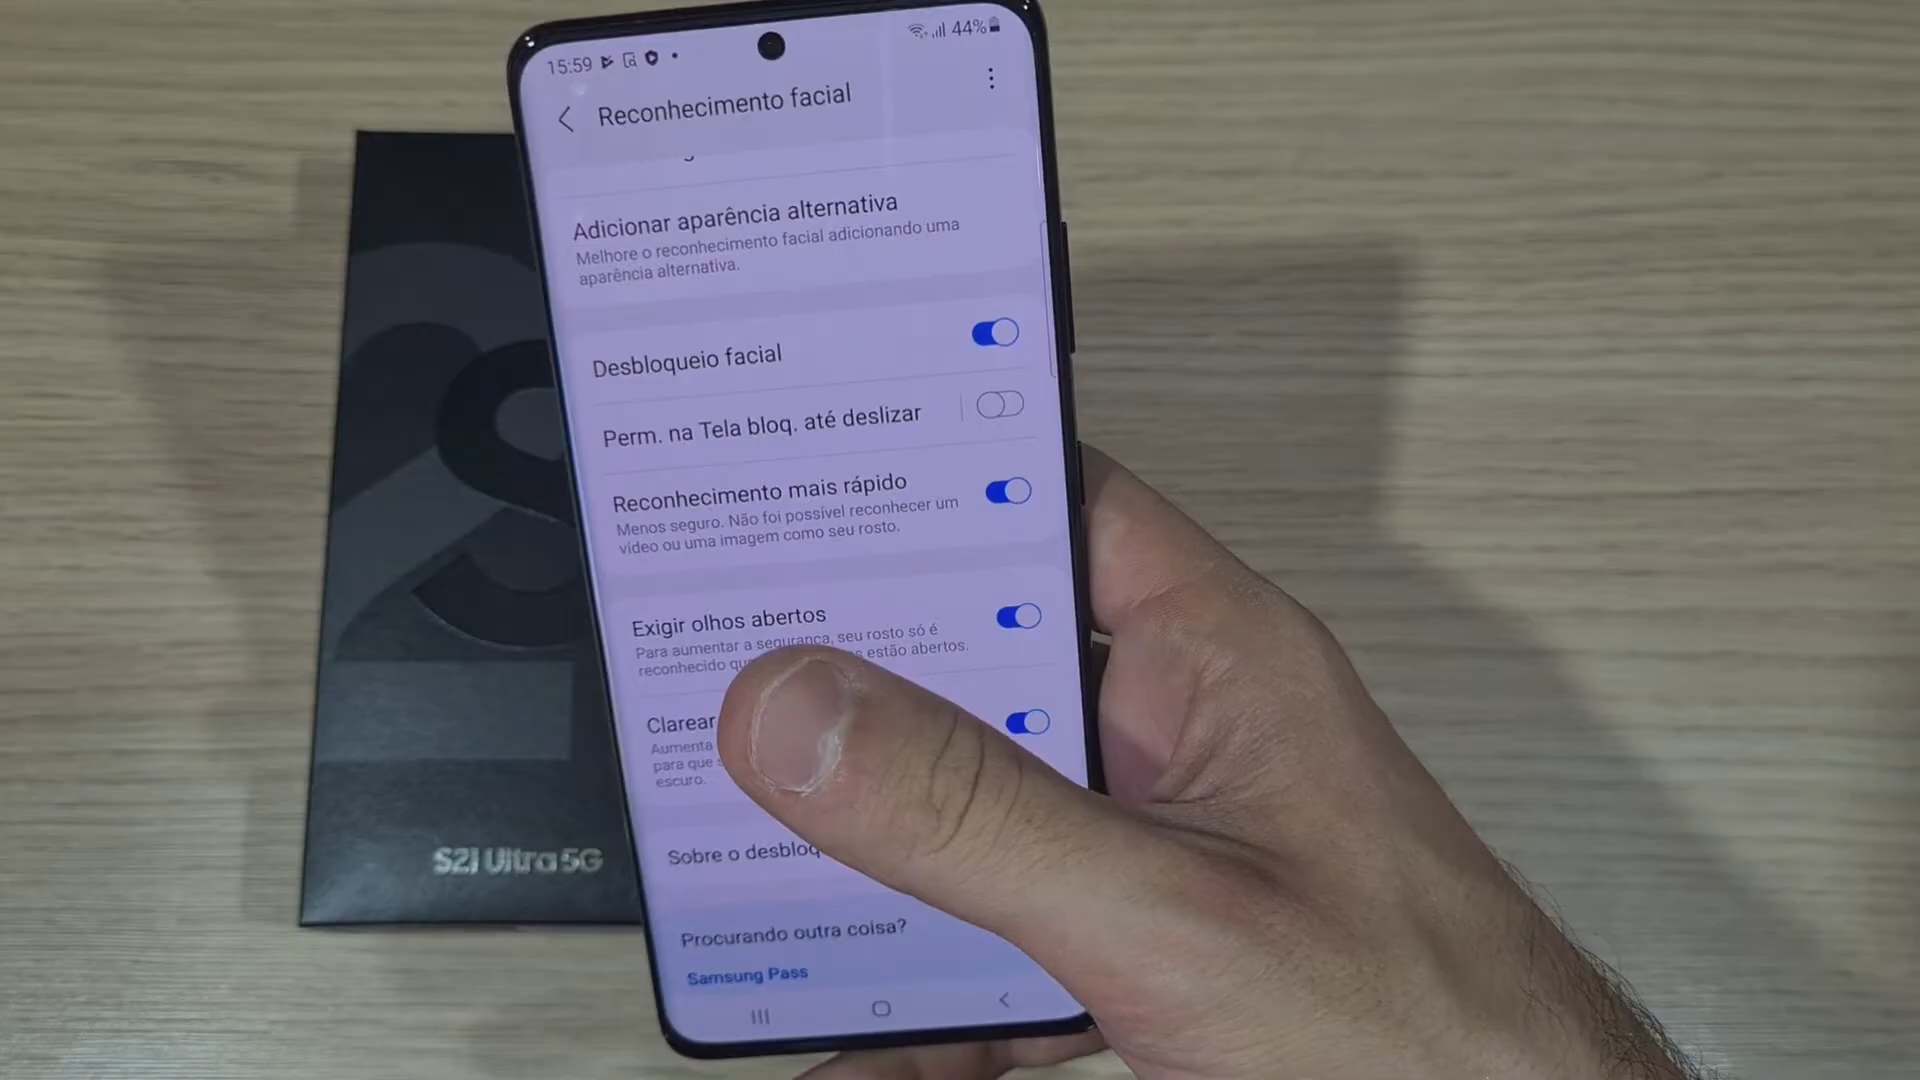 15:59
44%
Reconhecimento facial
Adicionar aparência alternativa
Melhore o reconhecimento facial adicionando uma
aparência alternativa.
Desbloqueio facial
Perm. na Tela bloq. até deslizar
Reconhecimento mais rápido
Menos seguro. Não foi possível reconhecer um
vídeo ou uma imagem como seu rosto.
Exigir olhos abertos
Para aumentar a segurança, seu rosto só é
reconhecido estão abertos.
Clarear
Aumenta
para que
escuro.
Sobre o
Procurando outra coisa?
Samsung Pass
S21 Ultra 5G